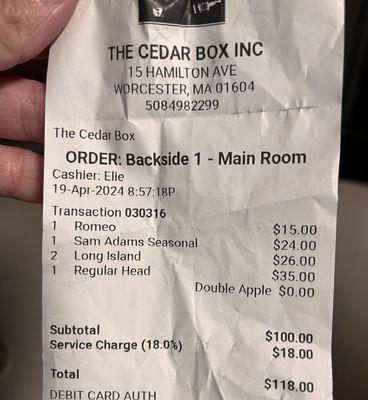 THE CEDAR BOX INC
15 HAMILTON AVE
WORCESTER, MA 01604
5084982299
The Cedar Box
ORDER: Backside 1 - Main Room
Cashier: Elie
19-Apr-2024 8:57:18P
Transaction 030316
1 Romeo $15.00
1 Sam Adams Seasonal $24.00
2 Long Island $26.00
1 Regular Head $35.00
Double Apple $0.00
Subtotal $100.00
Service Charge (18.0%) $18.00
Total $118.00
DEBIT CARD AUTH